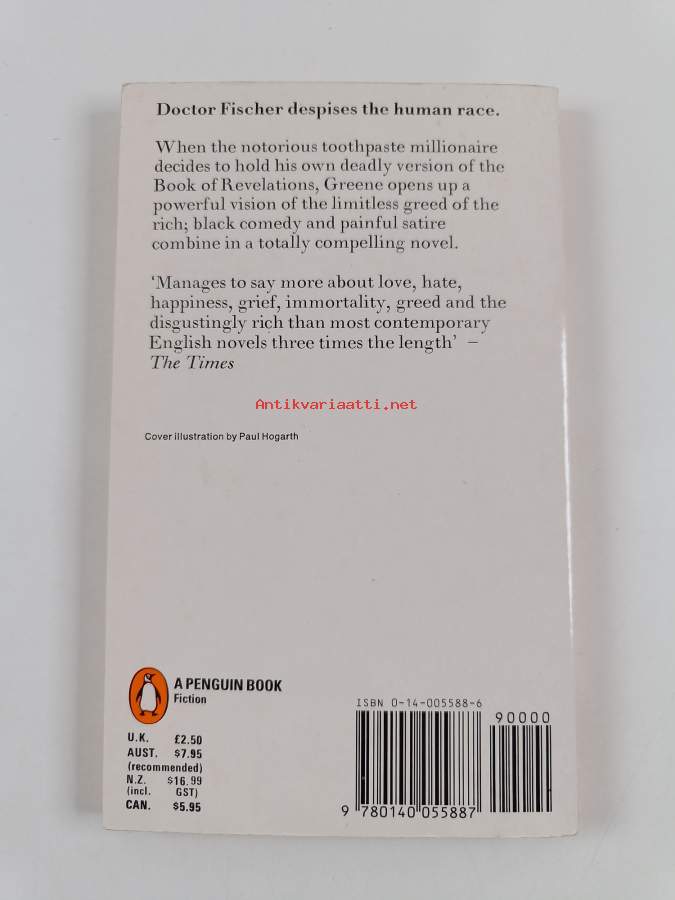 Doctor Fischer despises the human race.
When the notorious toothpaste millionaire
decides to hold his own deadly version of the
Book of Revelations, Greene opens up a
powerful vision of the limitless greed of the
rich; black comedy and painful satire
combine in a totally compelling novel.
‘Manages to say more about love, hate,
happiness, grief, immortality, greed and the
disgustingly rich than most contemporary
English novels three times the length’ –
The Times
Antikvariaatti.net
Cover illustration by Paul Hogarth
A PENGUIN BOOK
Fiction
U.K. £2.50
AUST. $7.95
(recommended)
N.Z. $16.99
(incl. GST)
CAN. $5.95
ISBN 0-14-005588-6
90000
9 780140 055887